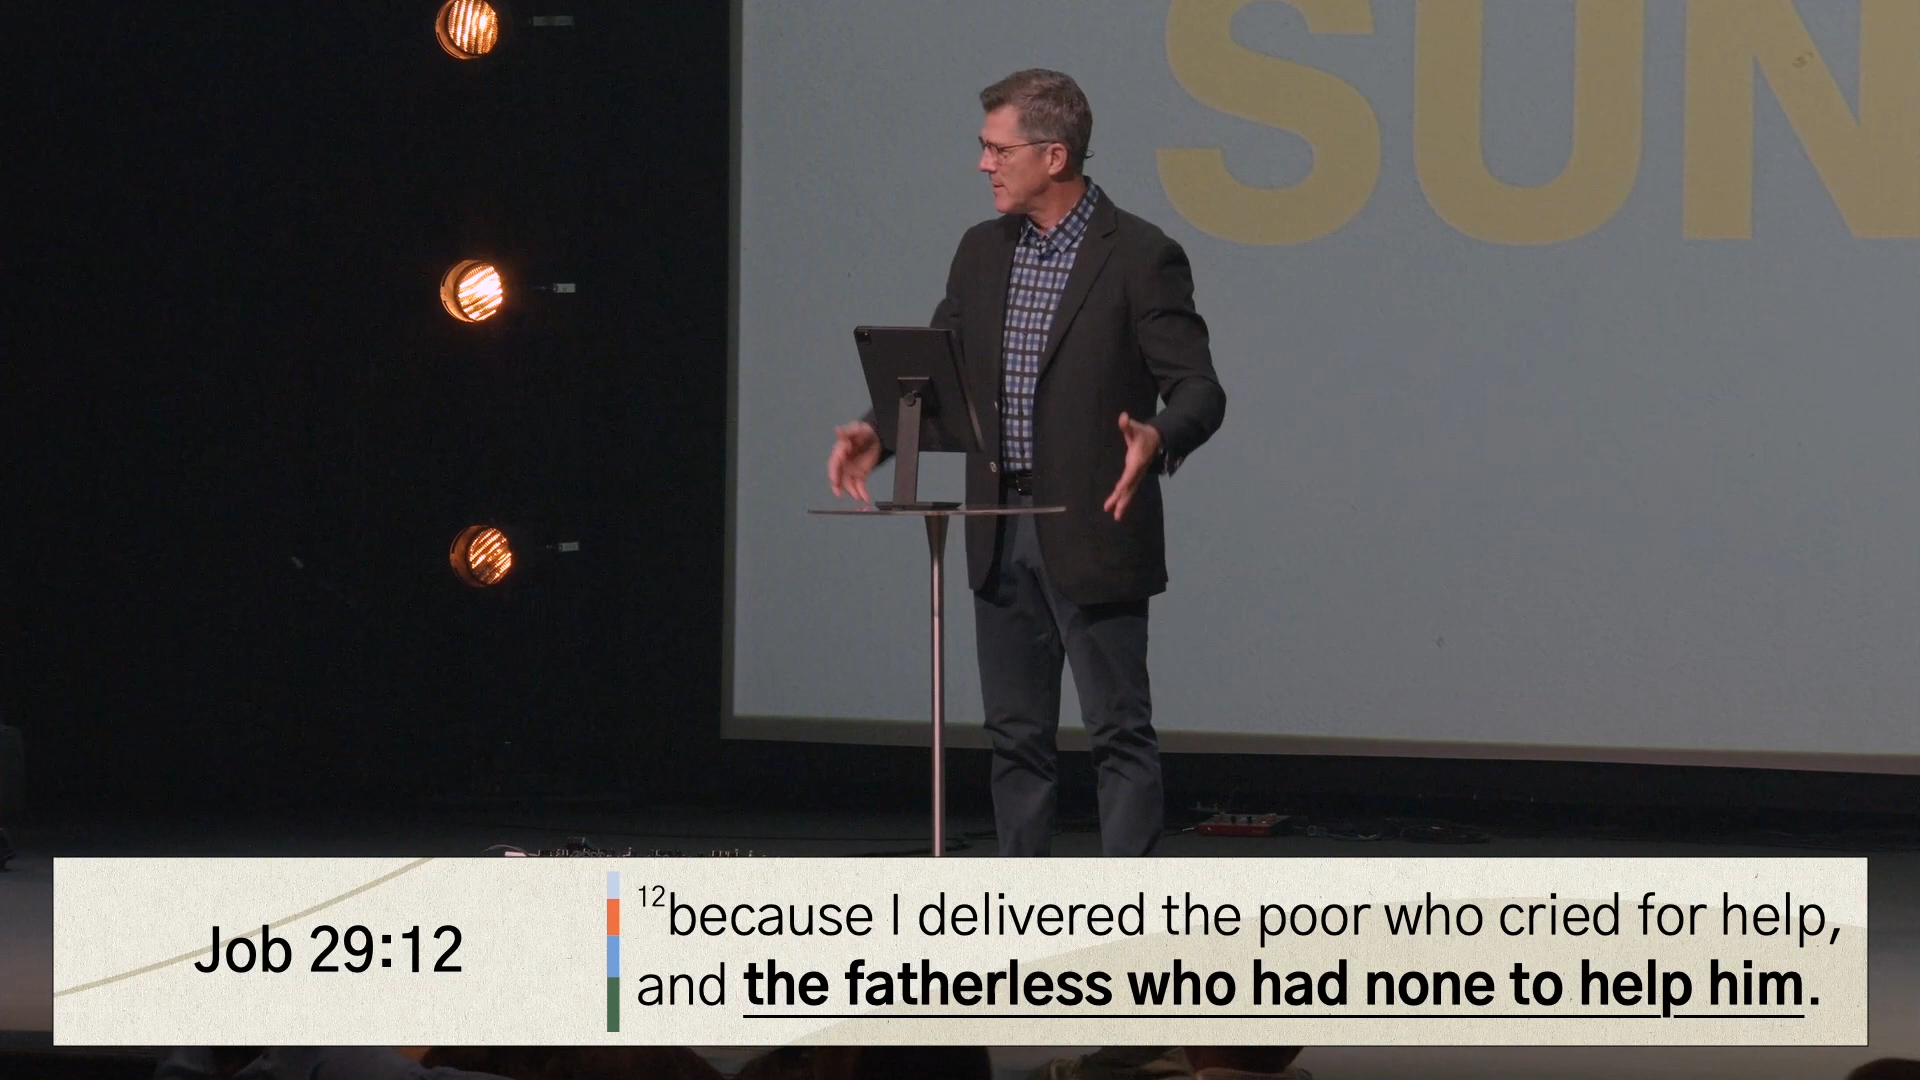 SUN
Job 29:12
12because I delivered the poor who cried for help,
and the fatherless who had none to help him.